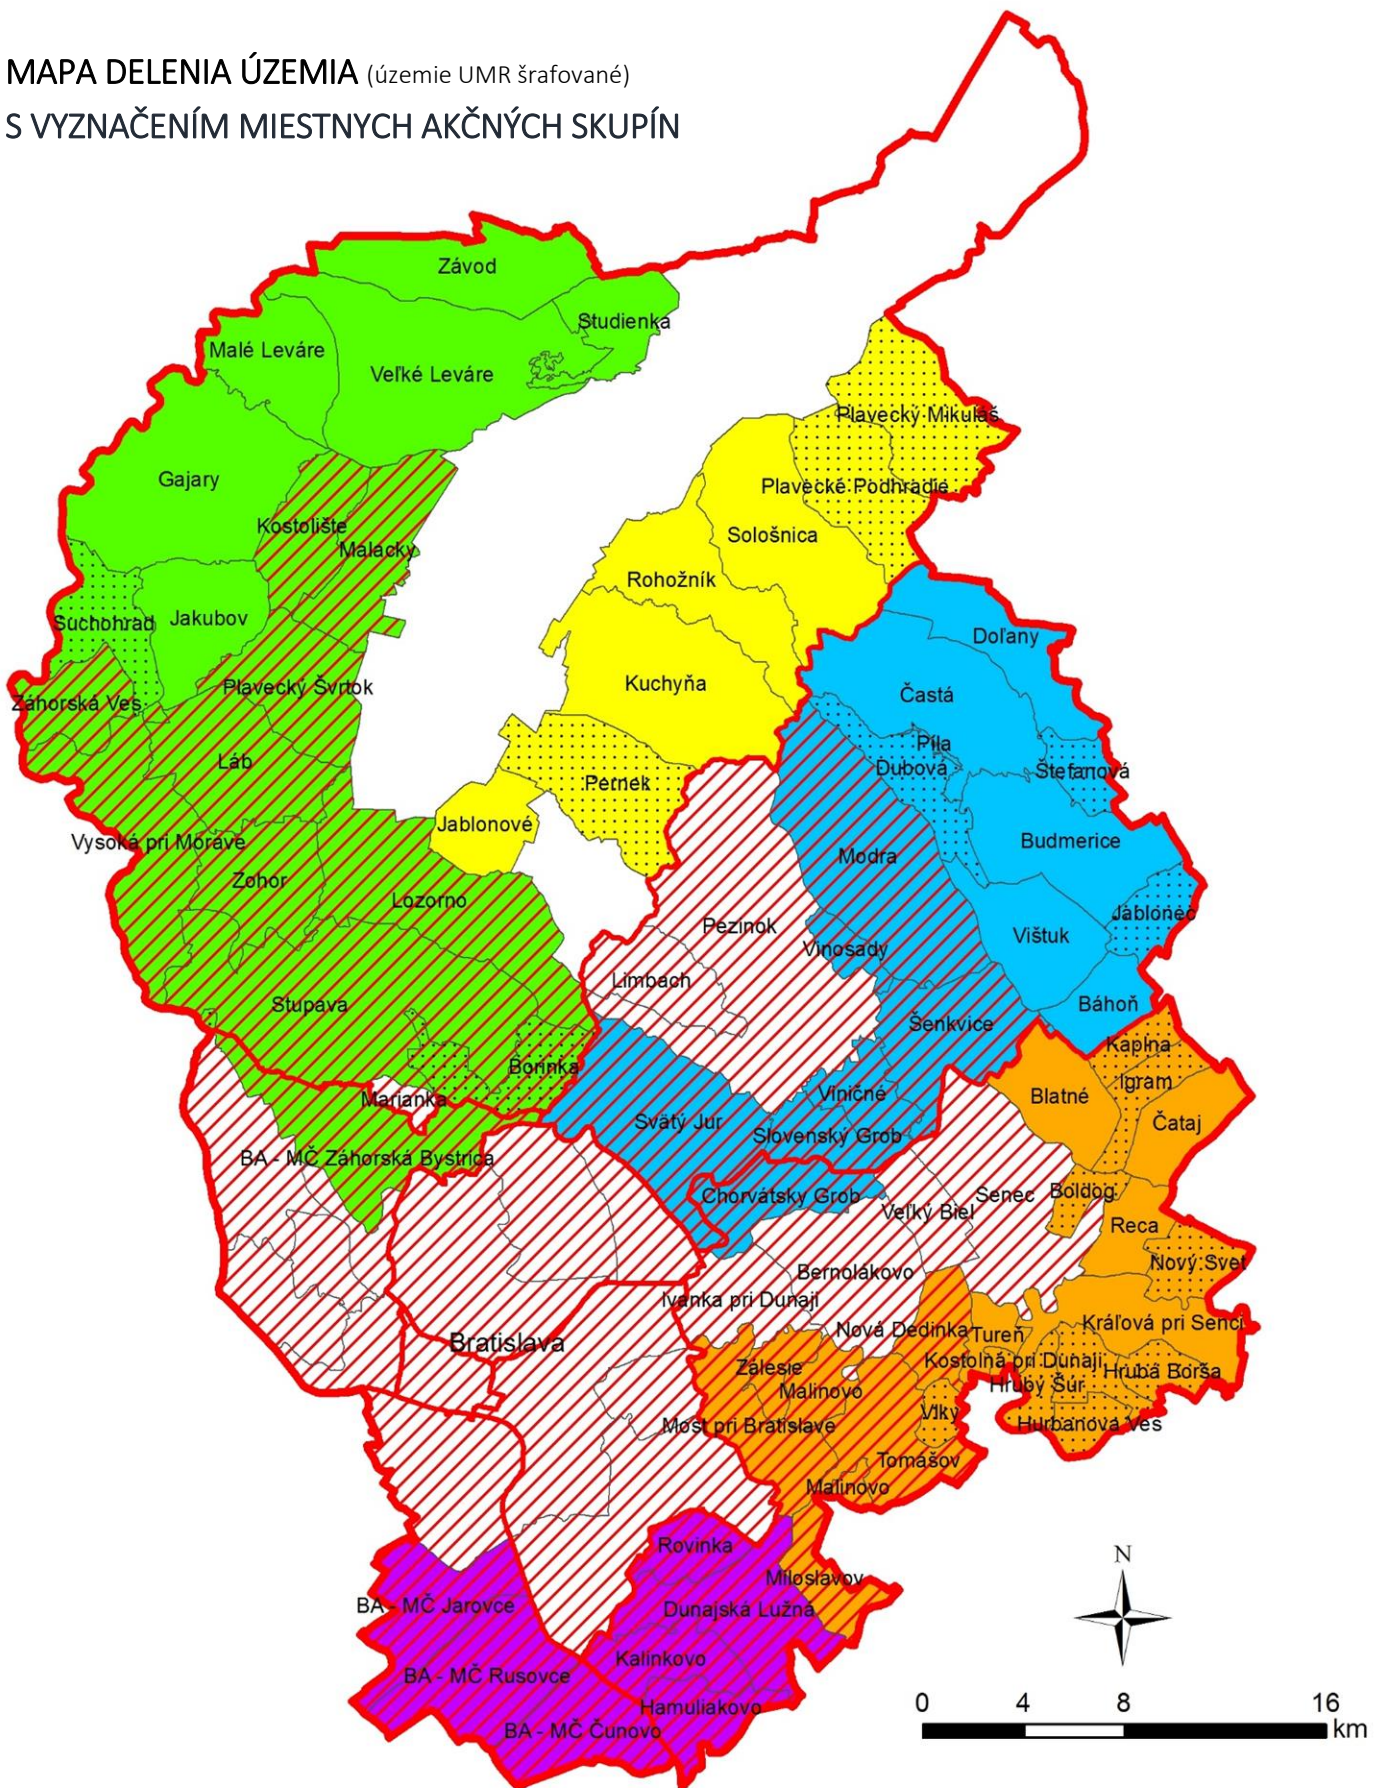 MAPA DELENIA ÚZEMIA (územie UMR šrafované)
S VYZNAČENÍM MIESTNYCH AKČNÝCH SKUPÍN
Závod
Studienka
Malé Leváre
Veľké Leváre
Plavecký Mikuláš
Gajary
Plavecké Podhradie
Kostolište
Sološnica
Malacky
Rohožník
Suchohrad
Jakubov
Doľany
Kuchyňa
Plavecký Švrtok
Častá
Záhorská Ves
Píla
Láb
Dubová
Štefanová
Pernek
Jablonové
Vysoká pri Morave
Budmerice
Modra
Zohor
Lozorno
Jablonec
Pezinok
Vištuk
Vinosady
Limbach
Stupava
Báhoň
Šenkvice
Kaplna
Borinka
Igram
Marianka
Viničné
Blatné
Svätý Jur
Čataj
Slovenský Grob
BA - MČ Záhorská Bystrica
Chorvátsky Grob
Senec
Boldog
Veľký Biel
Reca
Nový Svet
Bernolákovo
Ivanka pri Dunaji
Kráľová pri Senci
Nová Dedinka
Tureň
Bratislava
Kostolná pri Dunaji
Zálesie
Hrubá Borša
Malinovo
Hrubý Šúr
Vlky
Most pri Bratislave
Hurbanova Ves
Tomášov
Malinovo
Rovinka
N
Miloslavov
BA - MČ Jarovce
Dunajská Lužná
Kalinkovo
BA - MČ Rusovce
Hamuliakovo
0 4 8 16
BA - MČ Čunovo
km